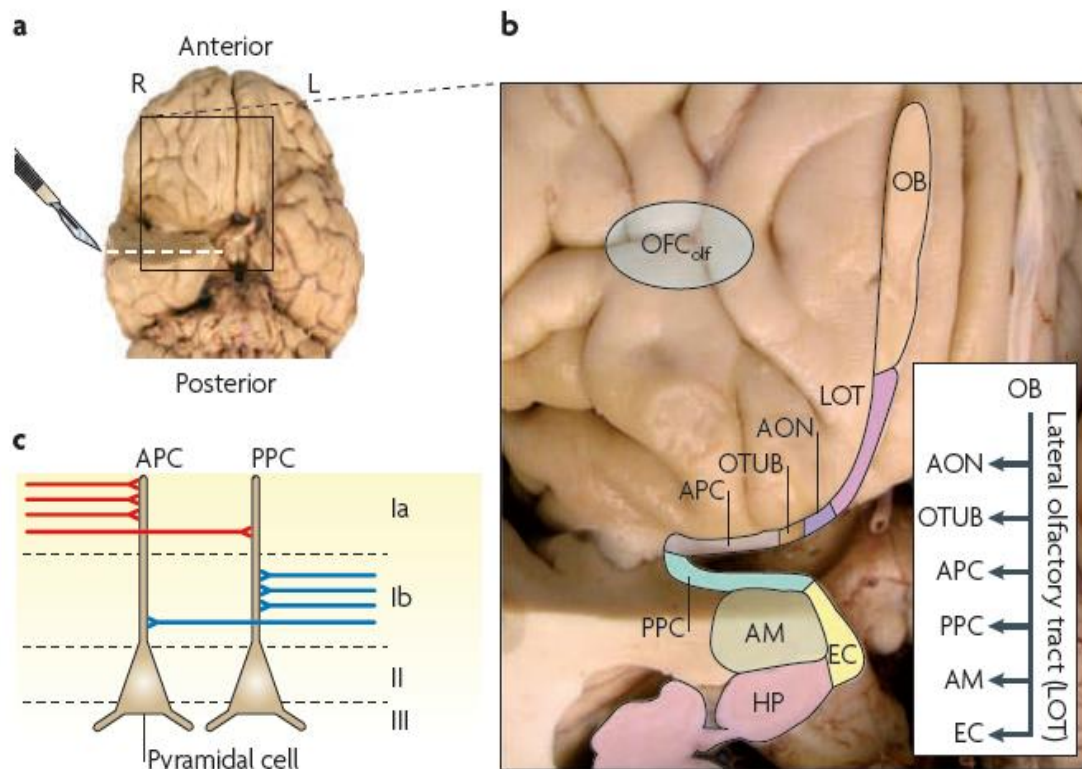 a
Anterior
R
L
Posterior
b
OB
OFColf
LOT
AON
OTUB
APC
PPC
AM
EC
HP
OB
AON
OTUB
APC
PPC
AM
EC
Lateral olfactory tract (LOT)
c
APC
PPC
Ia
Ib
II
III
Pyramidal cell